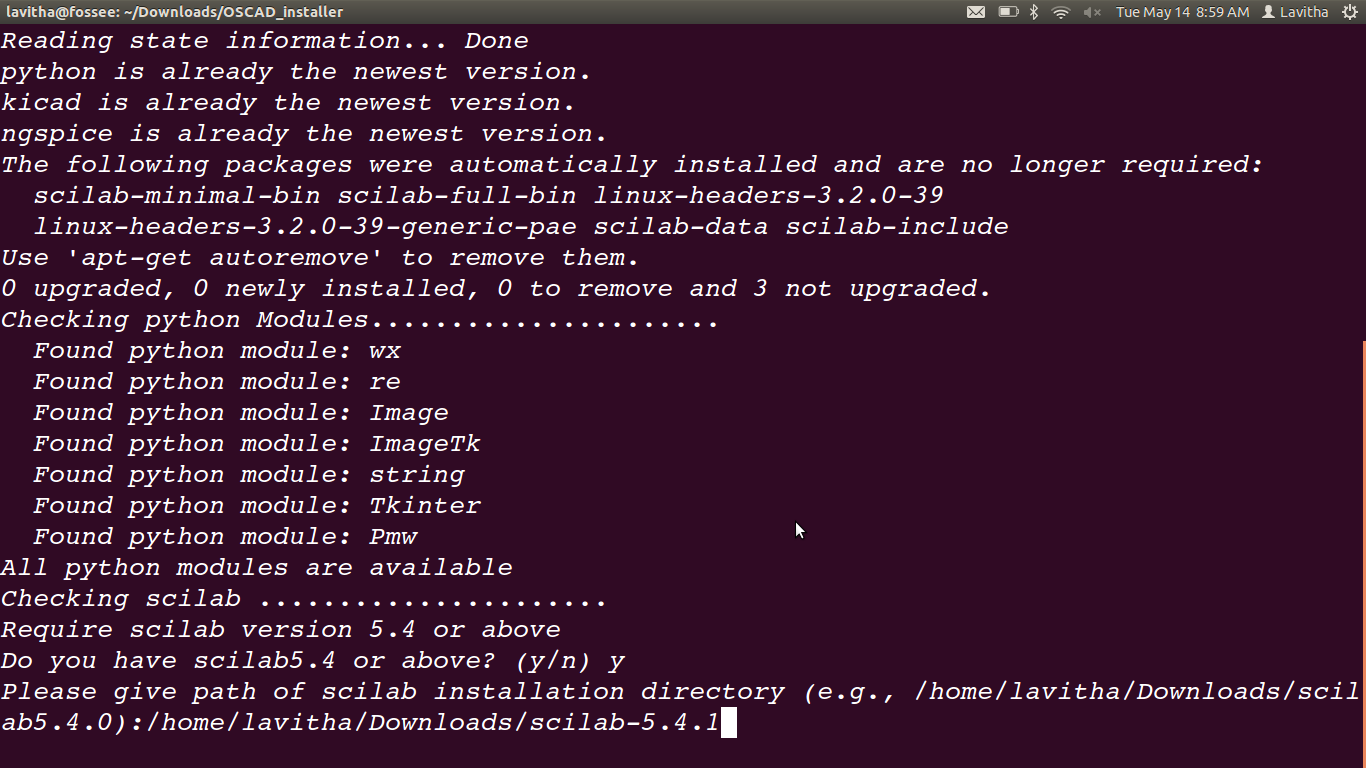 lavitha@fossee: ~/Downloads/OSCAD_installer Tue May 14 8:59 AM Lavitha
Reading state information... Done
python is already the newest version.
kicad is already the newest version.
ngspice is already the newest version.
The following packages were automatically installed and are no longer required:
  scilab-minimal-bin scilab-full-bin linux-headers-3.2.0-39
  linux-headers-3.2.0-39-generic-pae scilab-data scilab-include
Use 'apt-get autoremove' to remove them.
0 upgraded, 0 newly installed, 0 to remove and 3 not upgraded.
Checking python Modules......................
  Found python module: wx
  Found python module: re
  Found python module: Image
  Found python module: ImageTk
  Found python module: string
  Found python module: Tkinter
  Found python module: Pmw
All python modules are available
Checking scilab ......................
Require scilab version 5.4 or above
Do you have scilab5.4 or above? (y/n) y
Please give path of scilab installation directory (e.g., /home/lavitha/Downloads/scil
ab5.4.0):/home/lavitha/Downloads/scilab-5.4.1